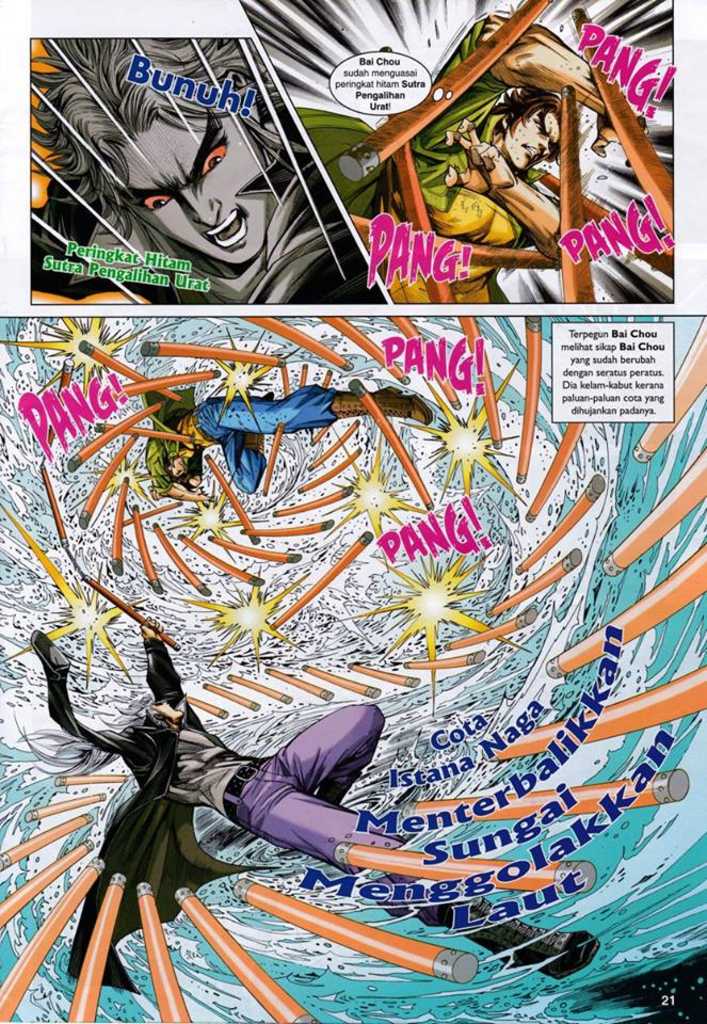 Bunuh!
Bai Chou
sudah menguasai
peringkat hitam Sutra
Pengalihan
Urat!
PANG!
Peringkat Hitam
Sutra Pengalihan Urat
PANG!
PANG!
Terpegun Bai Chou
melihat sikap Bai Chou
yang sudah berubah
dengan seratus peratus.
Dia kelam-kabut kerana
paluan-paluan cota yang
dihujankan padanya.
PANG!
PANG!
PANG!
Cota
Istana Naga
Menterbalikkan
Sungai
Menggolakkan
Laut
21